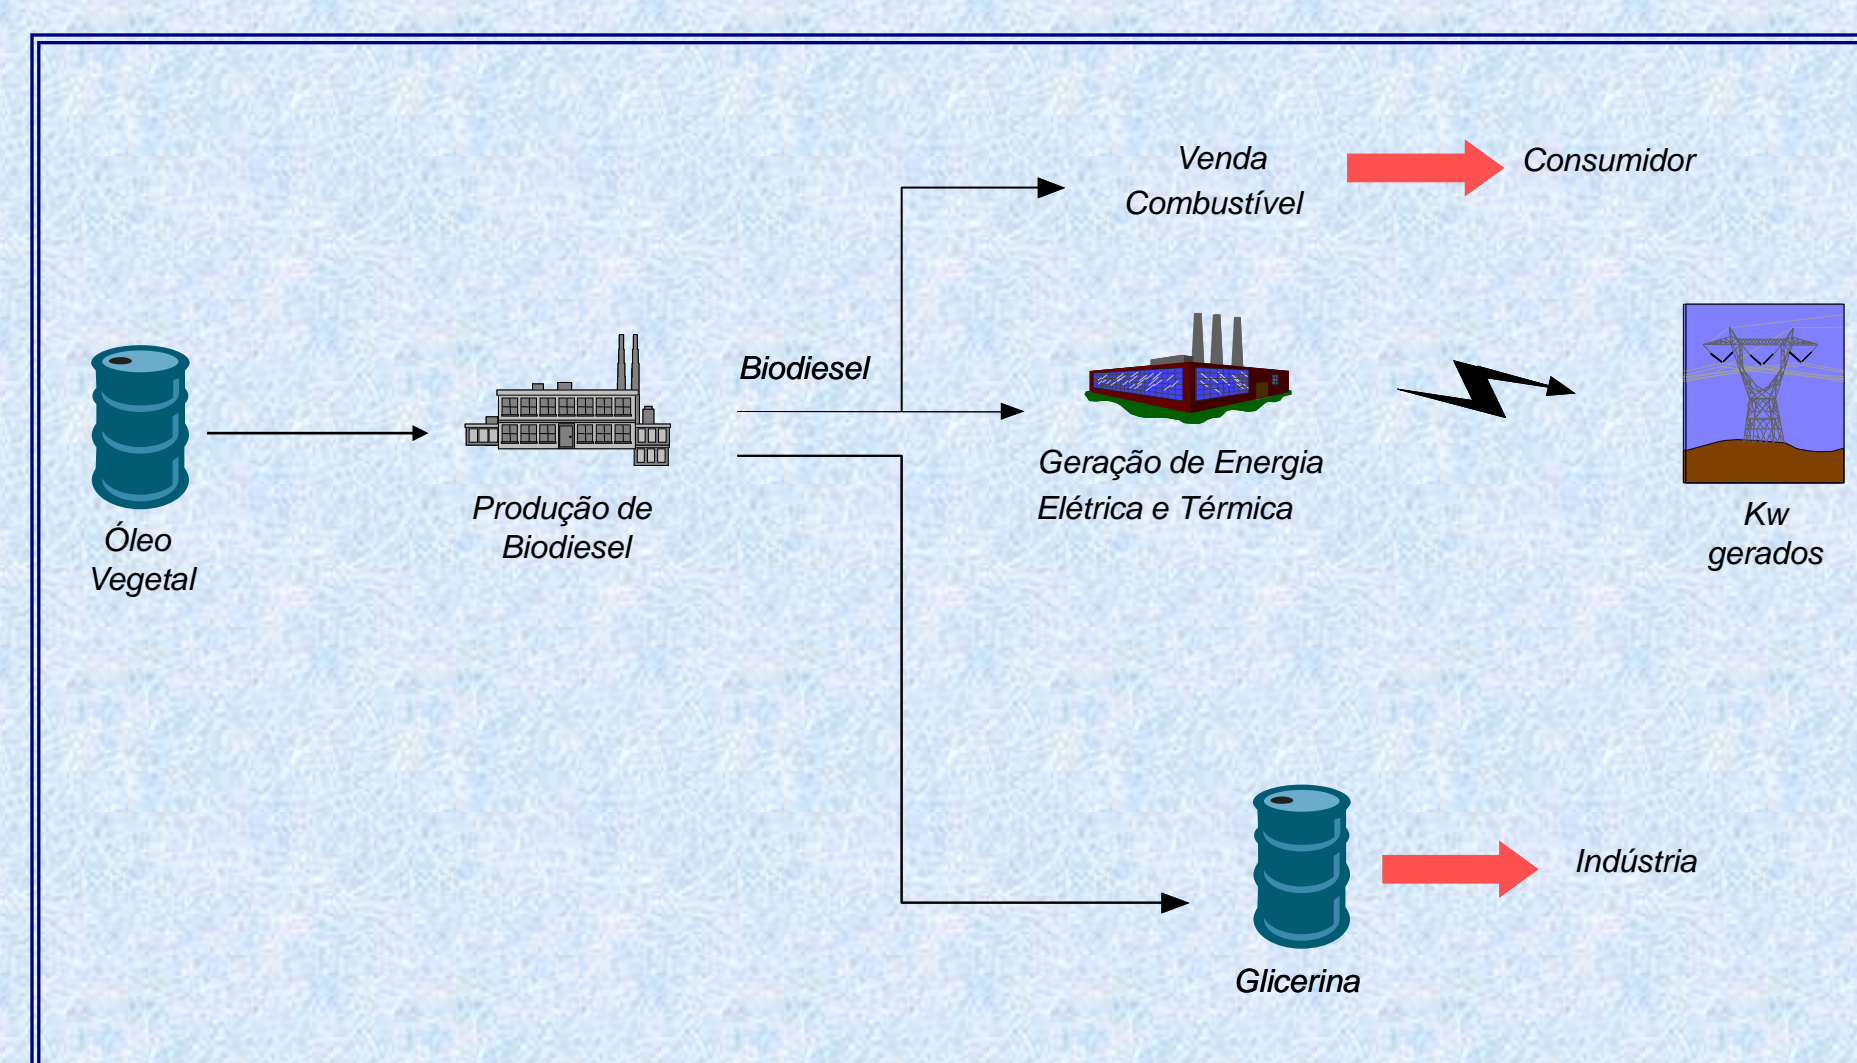 Venda
Combustível
Consumidor
Biodiesel
Geração de Energia
Elétrica e Térmica
Kw
gerados
Produção de
Biodiesel
Óleo
Vegetal
Indústria
Glicerina